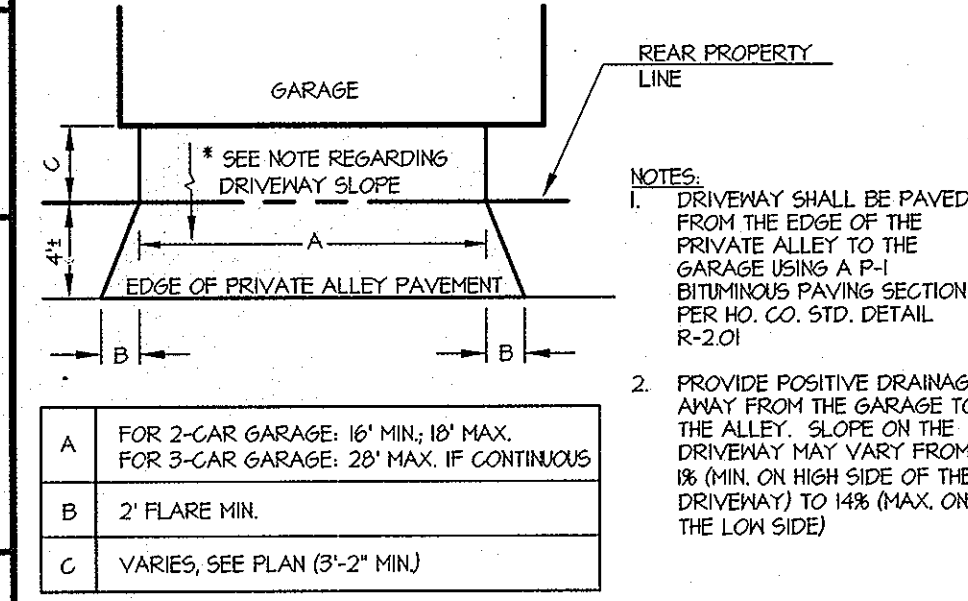 GARAGE
REAR PROPERTY
LINE
C
* SEE NOTE REGARDING
DRIVEWAY SLOPE
4'±
A
EDGE OF PRIVATE ALLEY PAVEMENT
B
B
A
FOR 2-CAR GARAGE: 16' MIN.; 18' MAX.
FOR 3-CAR GARAGE: 28' MAX. IF CONTINUOUS
B
2' FLARE MIN.
C
VARIES, SEE PLAN (3'-2" MIN.)
NOTES:
1. DRIVEWAY SHALL BE PAVED
FROM THE EDGE OF THE
PRIVATE ALLEY TO THE
GARAGE USING A P-1
BITUMINOUS PAVING SECTION
PER HO. CO. STD. DETAIL
R-2.01
2. PROVIDE POSITIVE DRAINAG
AWAY FROM THE GARAGE TO
THE ALLEY. SLOPE ON THE
DRIVEWAY MAY VARY FROM
1% (MIN. ON HIGH SIDE OF THE
DRIVEWAY) TO 14% (MAX. ON
THE LOW SIDE)